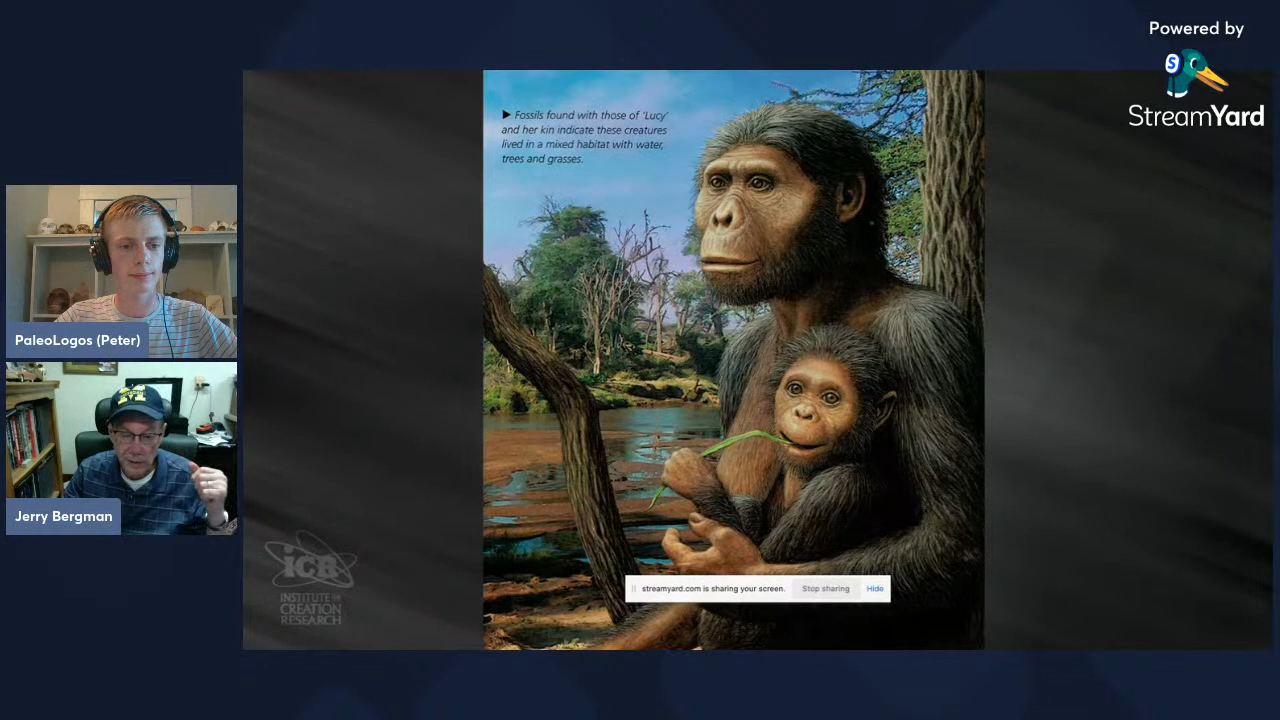 Powered by
StreamYard
▶ Fossils found with those of 'Lucy'
and her kin indicate these creatures
lived in a mixed habitat with water,
trees and grasses.
PaleoLogos (Peter)
Jerry Bergman
streamyard.com is sharing your screen.
Stop sharing
Hide
iCR
INSTITUTE FOR
CREATION
RESEARCH